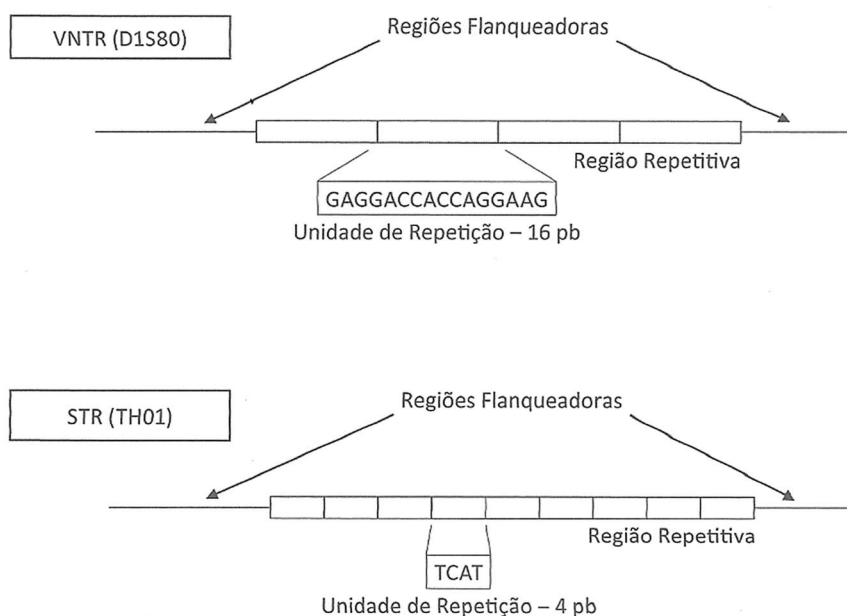 VNTR (D1S80)
Regiões Flanqueadoras
Região Repetitiva
GAGGACCACCAGGAAG
Unidade de Repetição – 16 pb
STR (TH01)
Regiões Flanqueadoras
Região Repetitiva
TCAT
Unidade de Repetição – 4 pb